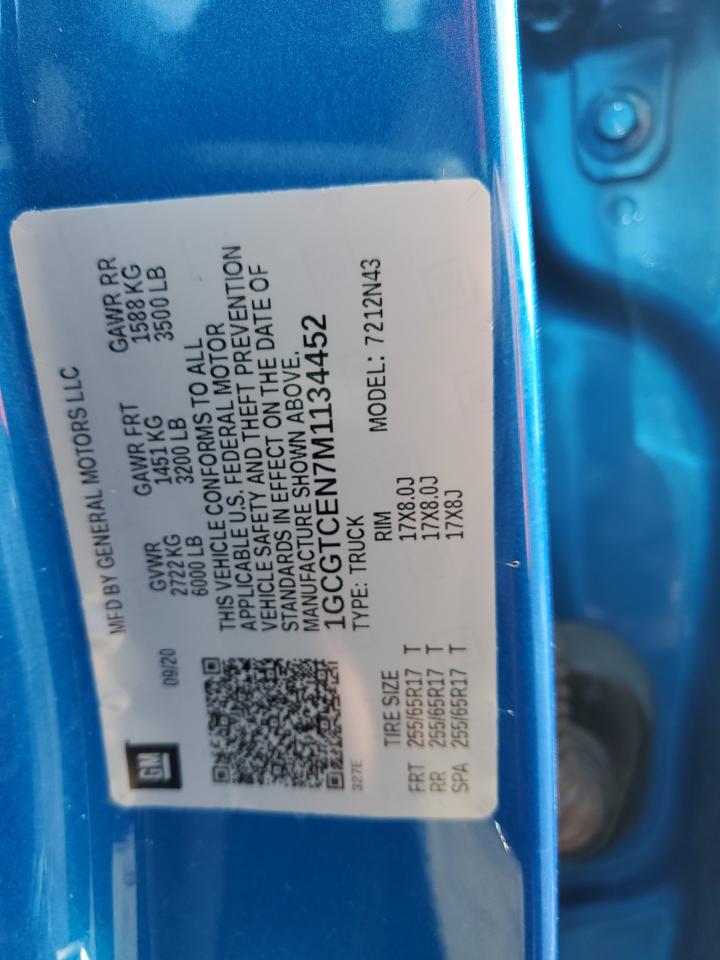 GM
09/20
MFD BY GENERAL MOTORS LLC
GVWR GAWR FRT GAWR RR
2722 KG 1451 KG 1588 KG
6000 LB 3200 LB 3500 LB
THIS VEHICLE CONFORMS TO ALL
APPLICABLE U.S. FEDERAL MOTOR
VEHICLE SAFETY AND THEFT PREVENTION
STANDARDS IN EFFECT ON THE DATE OF
MANUFACTURE SHOWN ABOVE.
1GCGTCEN7M1134452
TYPE: TRUCK MODEL: 7212N43
327E
TIRE SIZE RIM
FRT 255/65R17 T 17X8.0J
RR 255/65R17 T 17X8.0J
SPA 255/65R17 T 17X8J